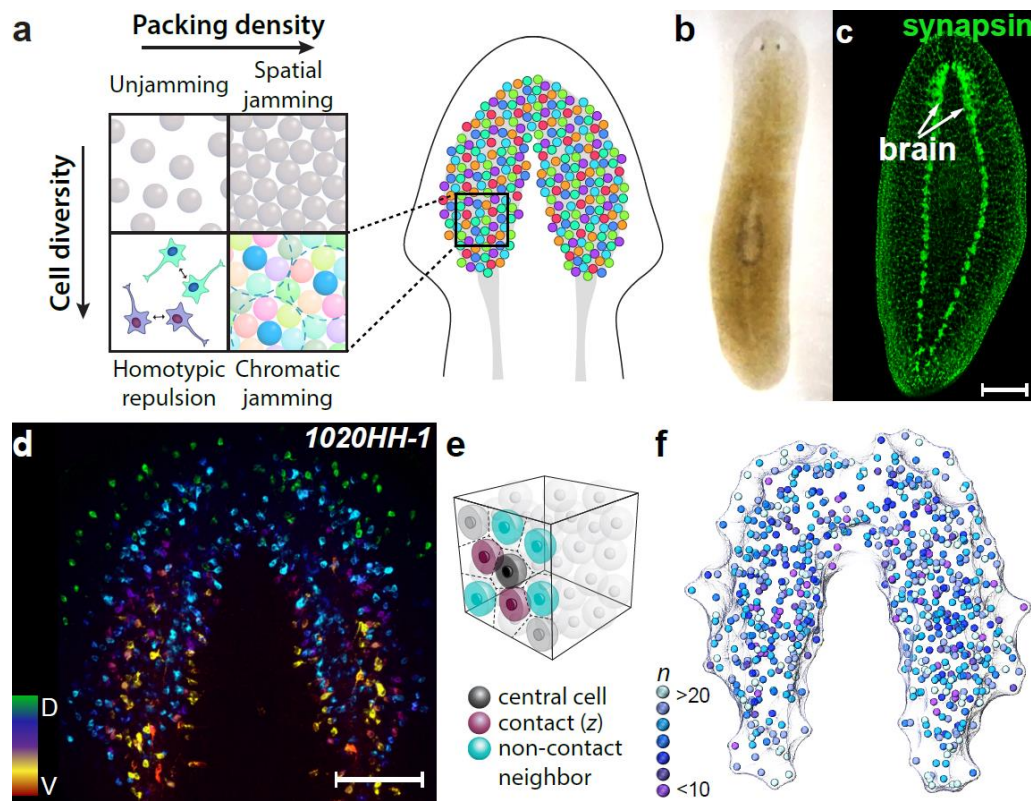 a
Packing density
Unjamming
Spatial
jamming
Cell diversity
Homotypic
repulsion
Chromatic
jamming
b
c
synapsin
brain
d
1020HH-1
D
V
e
central cell
contact (z)
non-contact
neighbor
f
n
>20
<10